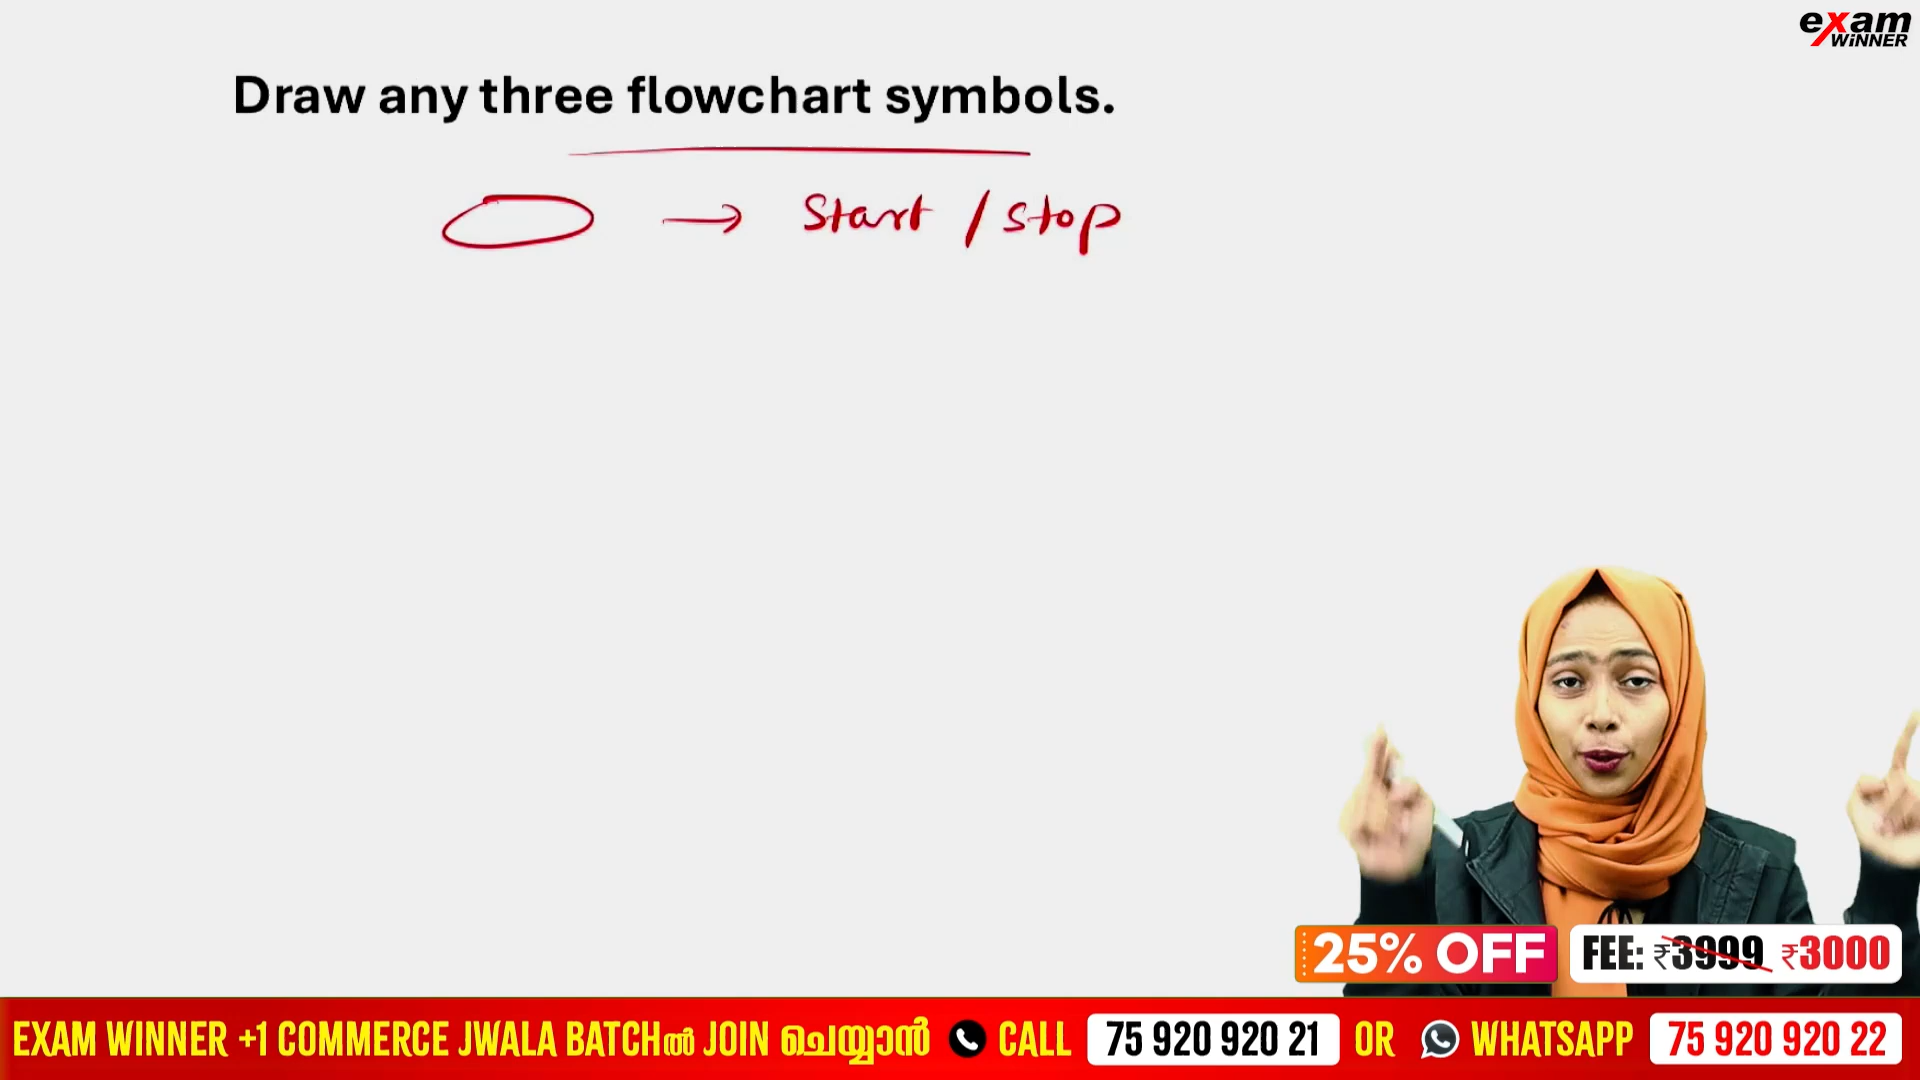 exam
WiNNER
Draw any three flowchart symbols.
→ Start / Stop
25% OFF FEE: ₹3999 ₹3000
EXAM WINNER +1 COMMERCE JWALA BATCHൽ JOIN ചെയ്യാൻ CALL 75 920 920 21 OR WHATSAPP 75 920 920 22